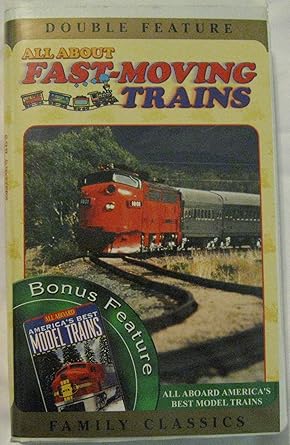 DOUBLE FEATURE
ALL ABOUT
FAST-MOVING
TRAINS
1001
Bonus Feature
ALL ABOARD
AMERICA'S BEST
MODEL TRAINS
ALL ABOARD AMERICA'S
BEST MODEL TRAINS
FAMILY CLASSICS